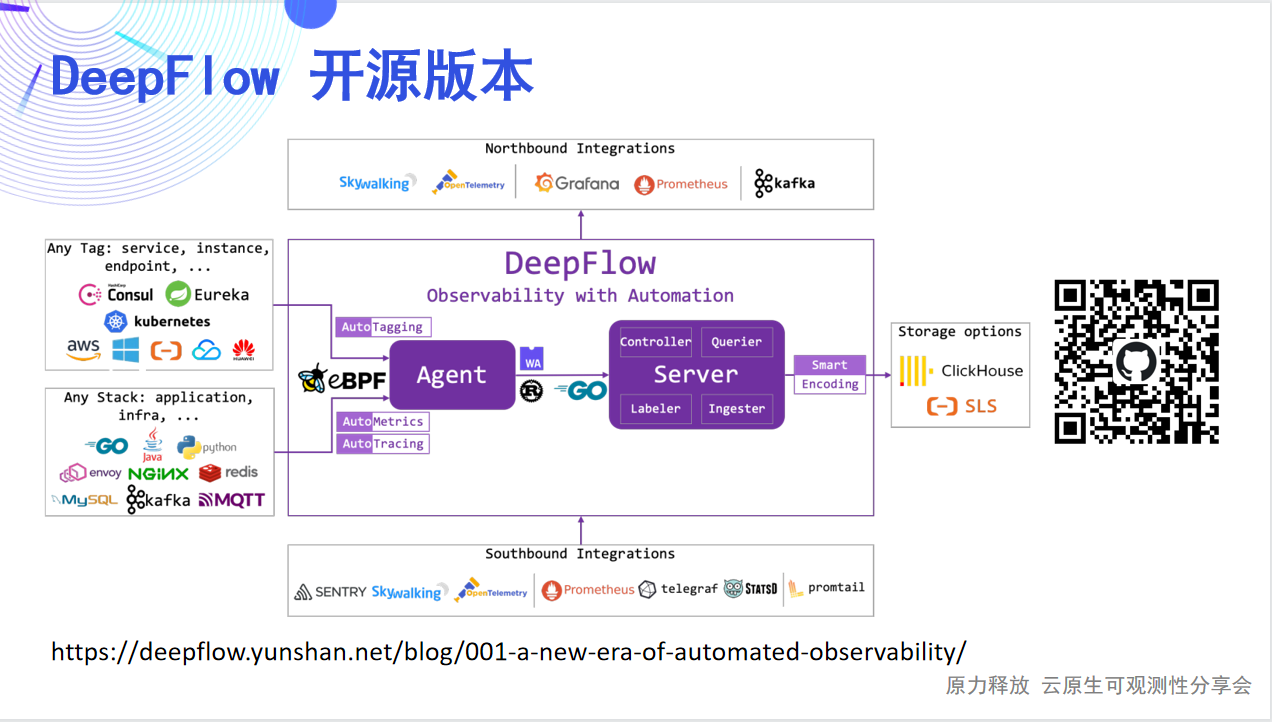 DeepFlow 开源版本
Northbound Integrations
Skywalking OpenTelemetry Grafana Prometheus kafka
Any Tag: service, instance,
endpoint, ...
HashiCorp
Consul Eureka
kubernetes
aws HUAWEI
Any Stack: application,
infra, ...
GO Java python
envoy NGINX redis
MySQL kafka MQTT
DeepFlow
Observability with Automation
AutoTagging
eBPF
Agent
AutoMetrics
AutoTracing
WA
R
GO
Controller Querier
Server
Labeler Ingester
Smart
Encoding
Storage options
ClickHouse
SLS
Southbound Integrations
SENTRY Skywalking OpenTelemetry Prometheus telegraf STATSD promtail
https://deepflow.yunshan.net/blog/001-a-new-era-of-automated-observability/
原力释放 云原生可观测性分享会